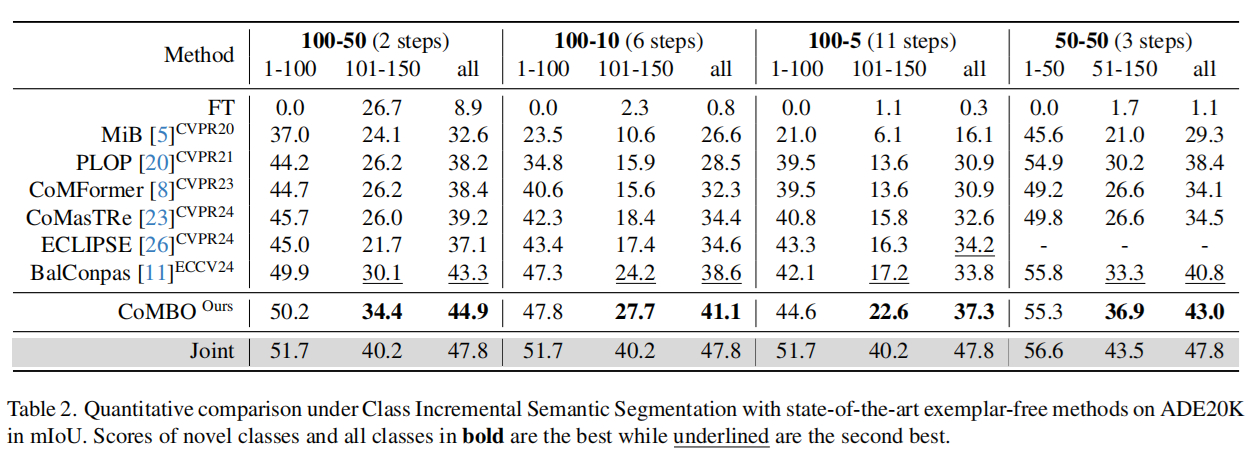 Method 100-50 (2 steps) 100-10 (6 steps) 100-5 (11 steps) 50-50 (3 steps)
1-100 101-150 all 1-100 101-150 all 1-100 101-150 all 1-50 51-150 all
FT 0.0 26.7 8.9 0.0 2.3 0.8 0.0 1.1 0.3 0.0 1.7 1.1
MiB [5]CVPR20 37.0 24.1 32.6 23.5 10.6 26.6 21.0 6.1 16.1 45.6 21.0 29.3
PLOP [20]CVPR21 44.2 26.2 38.2 34.8 15.9 28.5 39.5 13.6 30.9 54.9 30.2 38.4
CoMFormer [8]CVPR23 44.7 26.2 38.4 40.6 15.6 32.3 39.5 13.6 30.9 49.2 26.6 34.1
CoMasTRe [23]CVPR24 45.7 26.0 39.2 42.3 18.4 34.4 40.8 15.8 32.6 49.8 26.6 34.5
ECLIPSE [26]CVPR24 45.0 21.7 37.1 43.4 17.4 34.6 43.3 16.3 34.2 - - -
BalConpas [11]ECCV24 49.9 30.1 43.3 47.3 24.2 38.6 42.1 17.2 33.8 55.8 33.3 40.8
CoMBO Ours 50.2 34.4 44.9 47.8 27.7 41.1 44.6 22.6 37.3 55.3 36.9 43.0
Joint 51.7 40.2 47.8 51.7 40.2 47.8 51.7 40.2 47.8 56.6 43.5 47.8
Table 2. Quantitative comparison under Class Incremental Semantic Segmentation with state-of-the-art exemplar-free methods on ADE20K
in mIoU. Scores of novel classes and all classes in bold are the best while underlined are the second best.